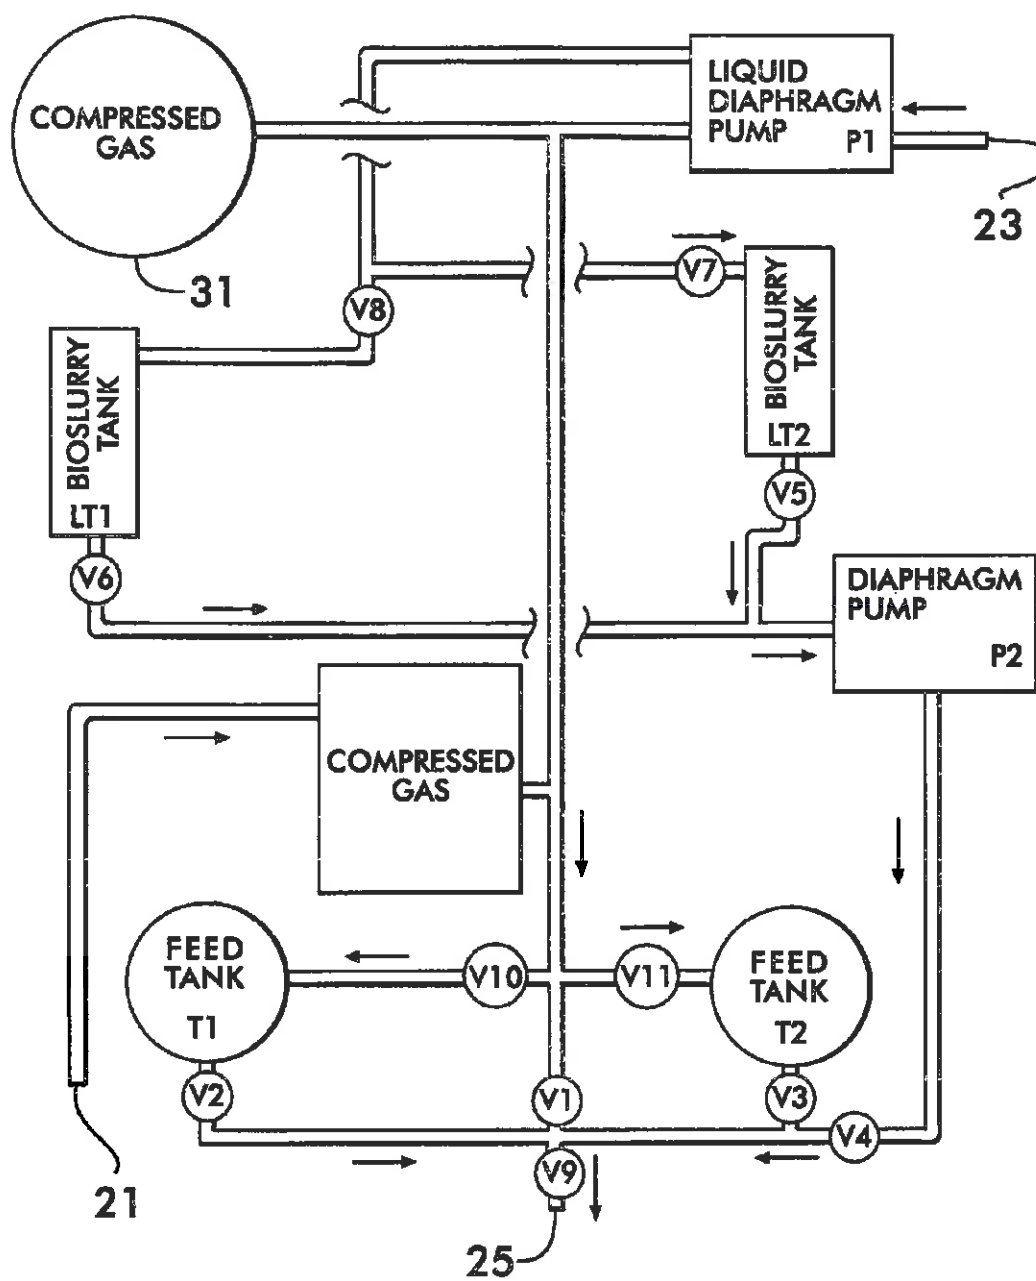 COMPRESSED
GAS
31
LIQUID
DIAPHRAGM
PUMP
P1
23
V7
V8
BIOSLURRY
TANK
LT1
BIOSLURRY
TANK
LT2
V5
V6
DIAPHRAGM
PUMP
P2
COMPRESSED
GAS
FEED
TANK
T1
V10
V11
FEED
TANK
T2
V2
V1
V3
V4
V9
21
25